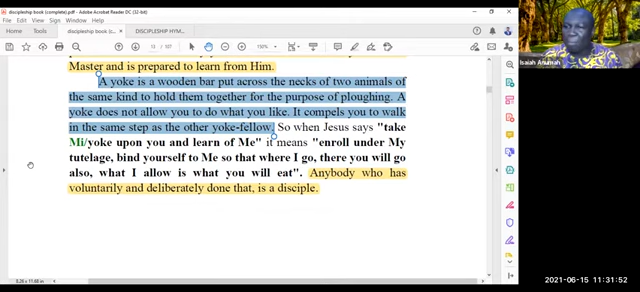 discipleship book (complete).pdf - Adobe Acrobat Reader DC (32-bit)
File Edit View Sign Window Help
discipleship book (c... × DISCIPLESHIP HYM...
12 / 107 150%
Master and is prepared to learn from Him.
A yoke is a wooden bar put across the necks of two animals of
the same kind to hold them together for the purpose of ploughing. A
yoke does not allow you to do what you like. It compels you to walk
in the same step as the other yoke-fellow. So when Jesus says "take
Mi/yoke upon you and learn of Me" it means "enroll under My
tutelage, bind yourself to Me so that where I go, there you will go
also, what I allow is what you will eat". Anybody who has
voluntarily and deliberately done that, is a disciple.
8.26 x 11.68 in
Isaiah Anumah
2021-06-15 11:31:52